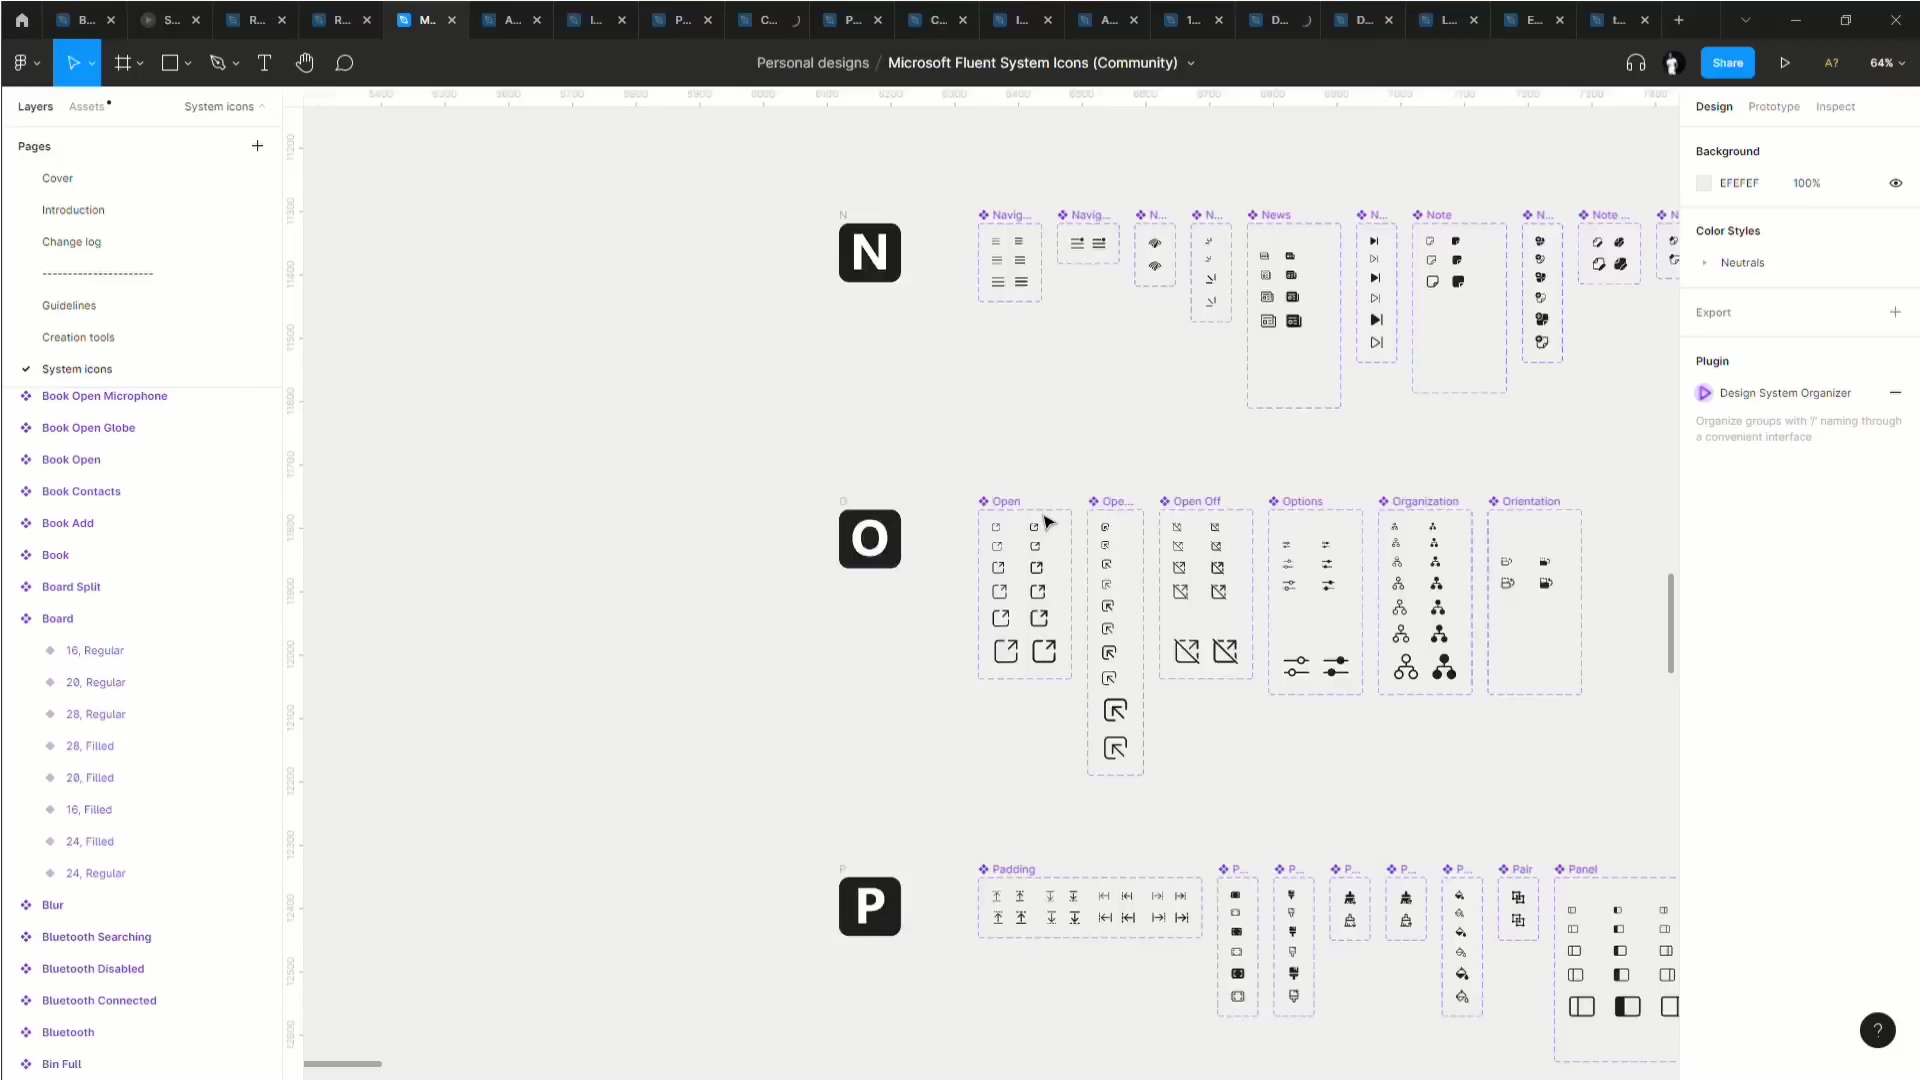 B...
S...
R...
R...
M...
A...
I...
P...
C...
P...
C...
I...
A...
1...
D...
D...
L...
E...
t...
Personal designs / Microsoft Fluent System Icons (Community)
Share
A?
64%
Layers
Assets
System icons
Pages
Cover
Introduction
Change log
----------------------
Guidelines
Creation tools
System icons
Book Open Microphone
Book Open Globe
Book Open
Book Contacts
Book Add
Book
Board Split
Board
16, Regular
20, Regular
28, Regular
28, Filled
20, Filled
16, Filled
24, Filled
24, Regular
Blur
Bluetooth Searching
Bluetooth Disabled
Bluetooth Connected
Bluetooth
Bin Full
N
N
Navig...
Navig...
N...
N...
News
N...
Note
N...
Note ...
N
O
O
Open
Ope...
Open Off
Options
Organization
Orientation
P
P
Padding
P...
P...
P...
P...
P...
Pair
Panel
Design
Prototype
Inspect
Background
EFEFEF
100%
Color Styles
Neutrals
Export
Plugin
Design System Organizer
Organize groups with '/' naming through
a convenient interface
?